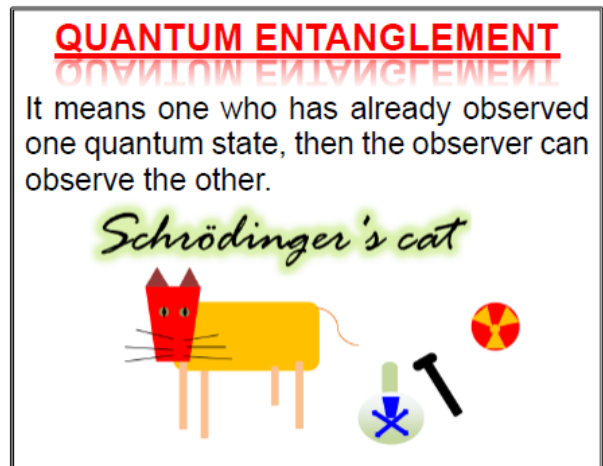 QUANTUM ENTANGLEMENT
It means one who has already observed
one quantum state, then the observer can
observe the other.
Schrödinger's cat